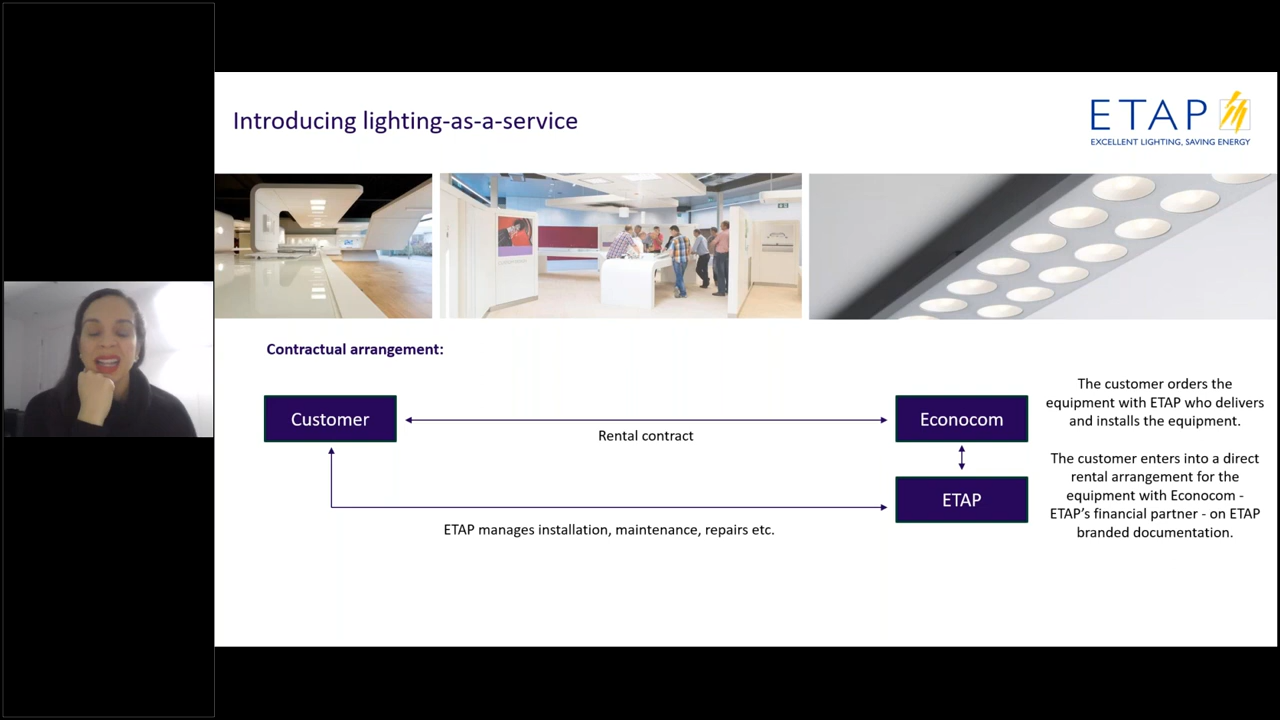 Introducing lighting-as-a-service
ETAP
EXCELLENT LIGHTING, SAVING ENERGY
Contractual arrangement:
Customer
Rental contract
Econocom
ETAP
ETAP manages installation, maintenance, repairs etc.
The customer orders the
equipment with ETAP who delivers
and installs the equipment.
The customer enters into a direct
rental arrangement for the
equipment with Econocom -
ETAP’s financial partner - on ETAP
branded documentation.